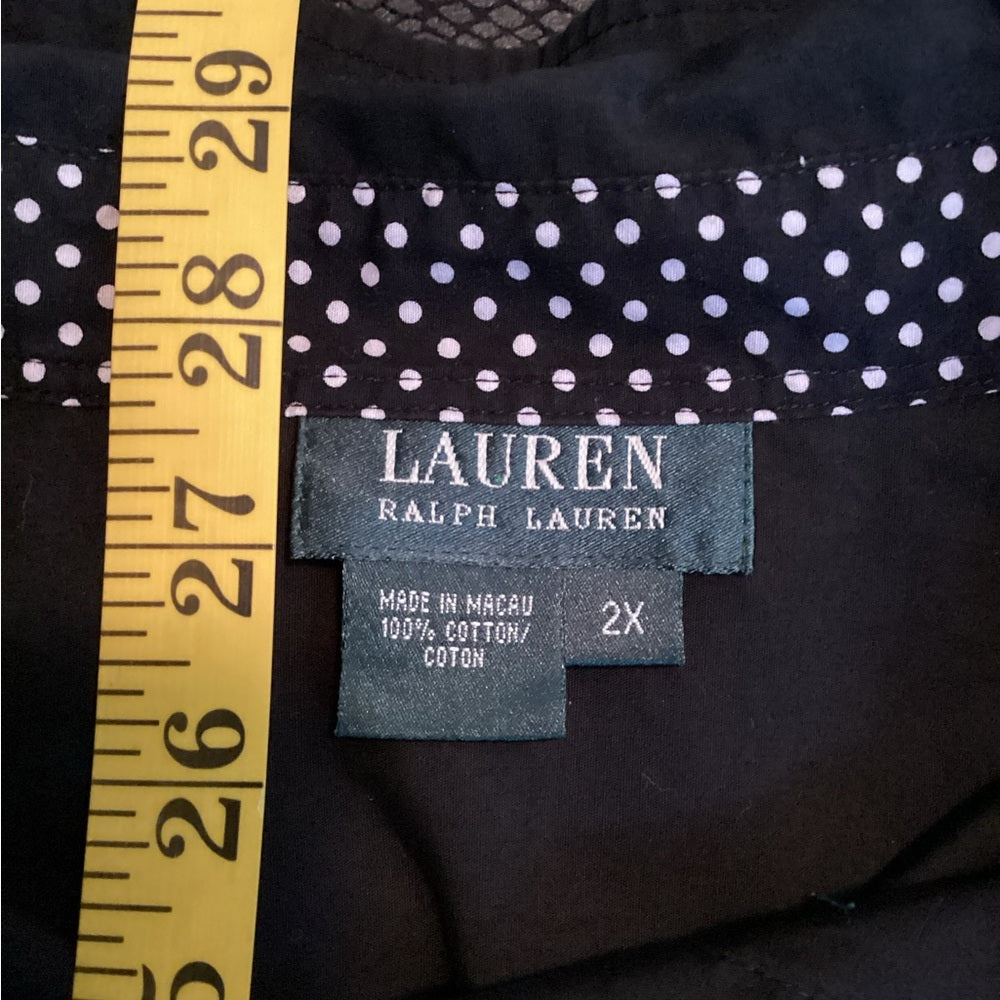 29
28
27
26
LAUREN
RALPH LAUREN
MADE IN MACAU
100% COTTON/
COTON
2X